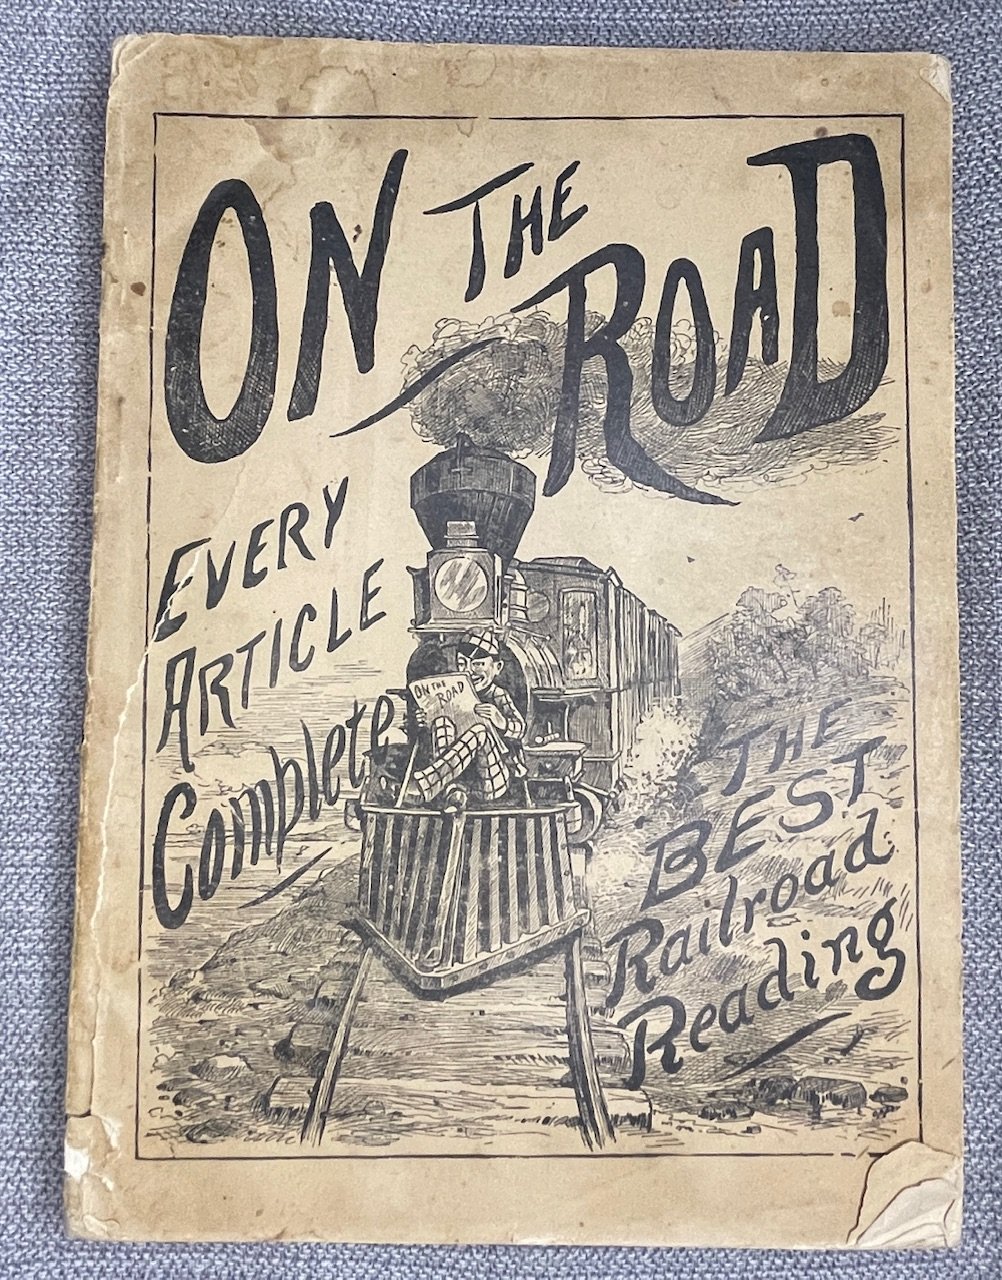 ON THE
ROAD
EVERY
ARTICLE
Complete
ON THE
ROAD
THE
BEST
Railroad
Reading